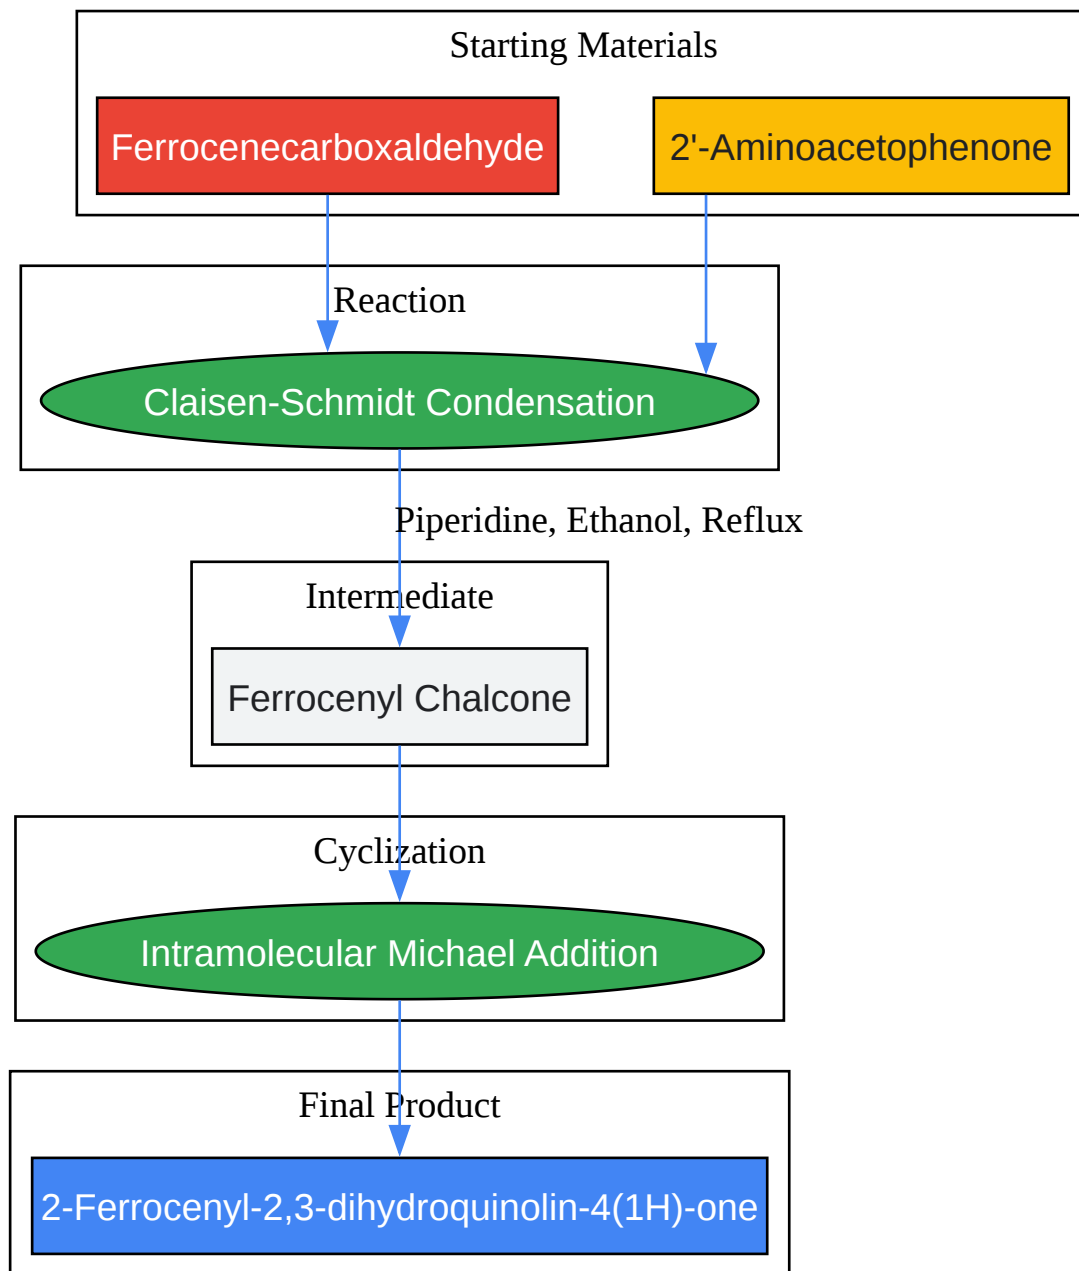 Starting Materials
Ferrocenecarboxaldehyde
2'-Aminoacetophenone
Reaction
Claisen-Schmidt Condensation
Piperidine, Ethanol, Reflux
Intermediate
Ferrocenyl Chalcone
Cyclization
Intramolecular Michael Addition
Final Product
2-Ferrocenyl-2,3-dihydroquinolin-4(1H)-one